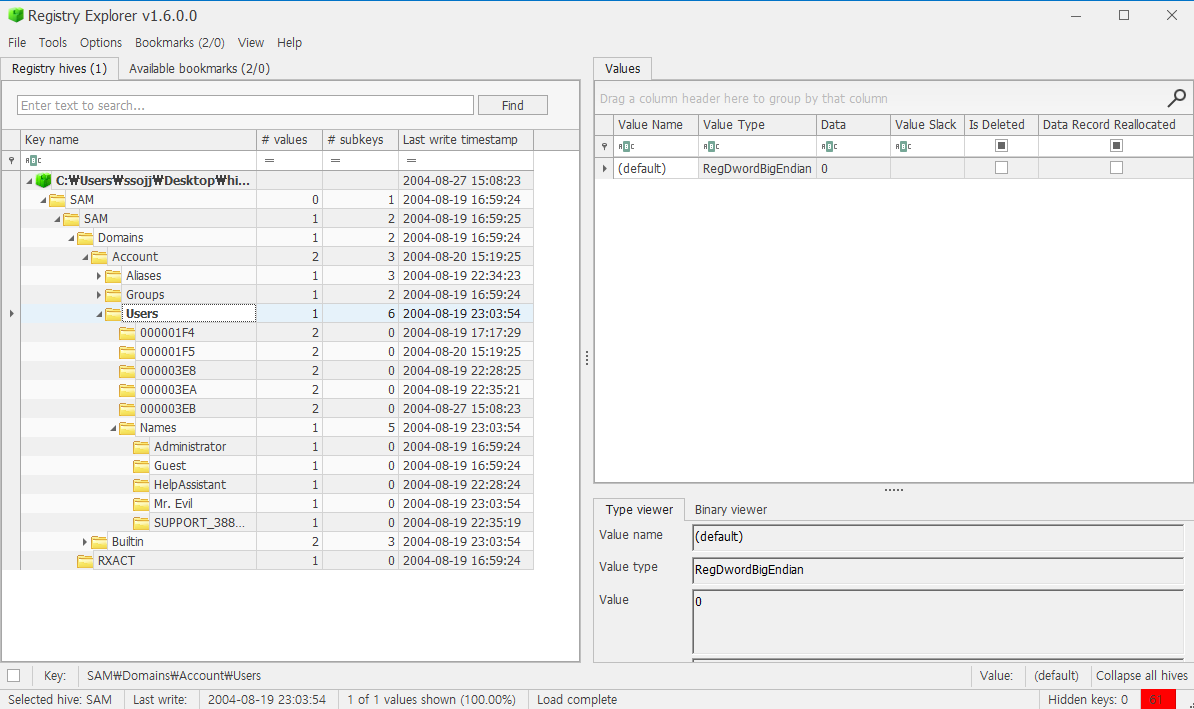 Registry Explorer v1.6.0.0
File Tools Options Bookmarks (2/0) View Help
Registry hives (1) Available bookmarks (2/0)
Enter text to search... Find
Key name # values # subkeys Last write timestamp
= = =
C:₩Users₩ssojj₩Desktop₩hi... 2004-08-27 15:08:23
SAM 0 1 2004-08-19 16:59:24
SAM 1 2 2004-08-19 16:59:25
Domains 1 2 2004-08-19 16:59:24
Account 2 3 2004-08-20 15:19:25
Aliases 1 3 2004-08-19 22:34:23
Groups 1 2 2004-08-19 16:59:24
Users 1 6 2004-08-19 23:03:54
000001F4 2 0 2004-08-19 17:17:29
000001F5 2 0 2004-08-20 15:19:25
000003E8 2 0 2004-08-19 22:28:25
000003EA 2 0 2004-08-19 22:35:21
000003EB 2 0 2004-08-27 15:08:23
Names 1 5 2004-08-19 23:03:54
Administrator 1 0 2004-08-19 16:59:24
Guest 1 0 2004-08-19 16:59:24
HelpAssistant 1 0 2004-08-19 22:28:24
Mr. Evil 1 0 2004-08-19 23:03:54
SUPPORT_388... 1 0 2004-08-19 22:35:19
Builtin 2 3 2004-08-19 23:03:54
RXACT 1 0 2004-08-19 16:59:24
Values
Drag a column header here to group by that column
Value Name Value Type Data Value Slack Is Deleted Data Record Reallocated
(default) RegDwordBigEndian 0
Type viewer Binary viewer
Value name (default)
Value type RegDwordBigEndian
Value 0
Key: SAM₩Domains₩Account₩Users Value: (default) Collapse all hives
Selected hive: SAM Last write: 2004-08-19 23:03:54 1 of 1 values shown (100.00%) Load complete Hidden keys: 0